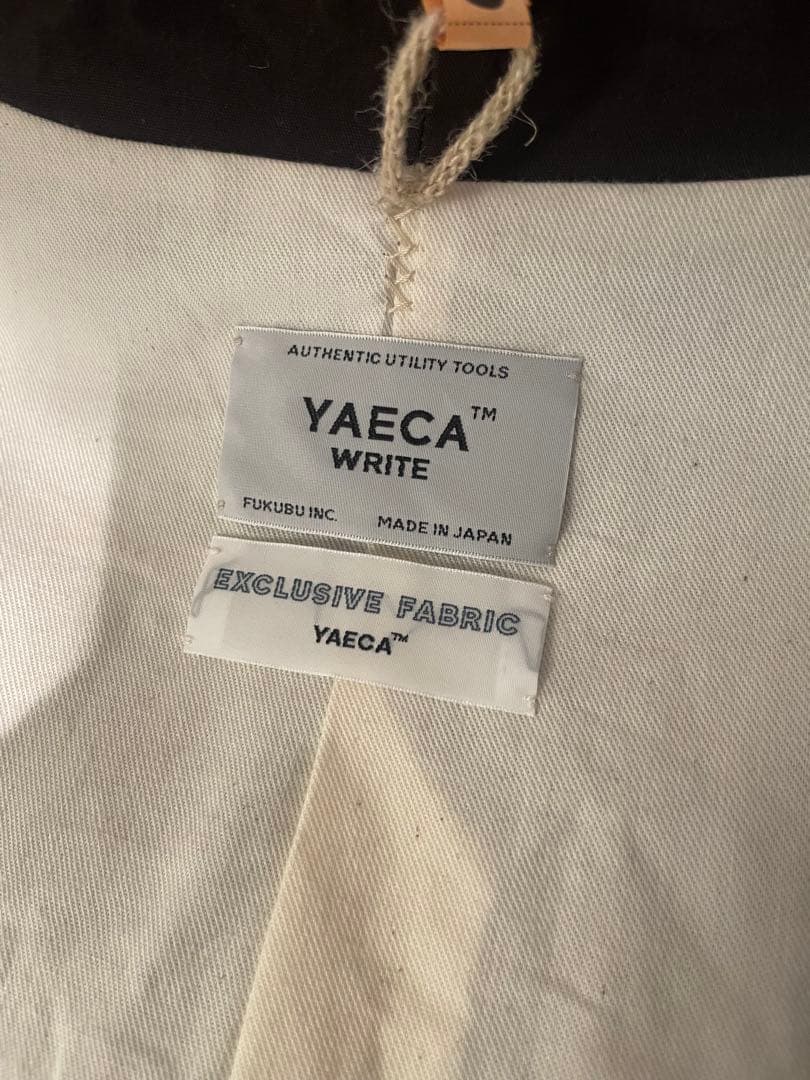 AUTHENTIC UTILITY TOOLS
YAECA™
WRITE
FUKUBU INC. MADE IN JAPAN
EXCLUSIVE FABRIC
YAECA™